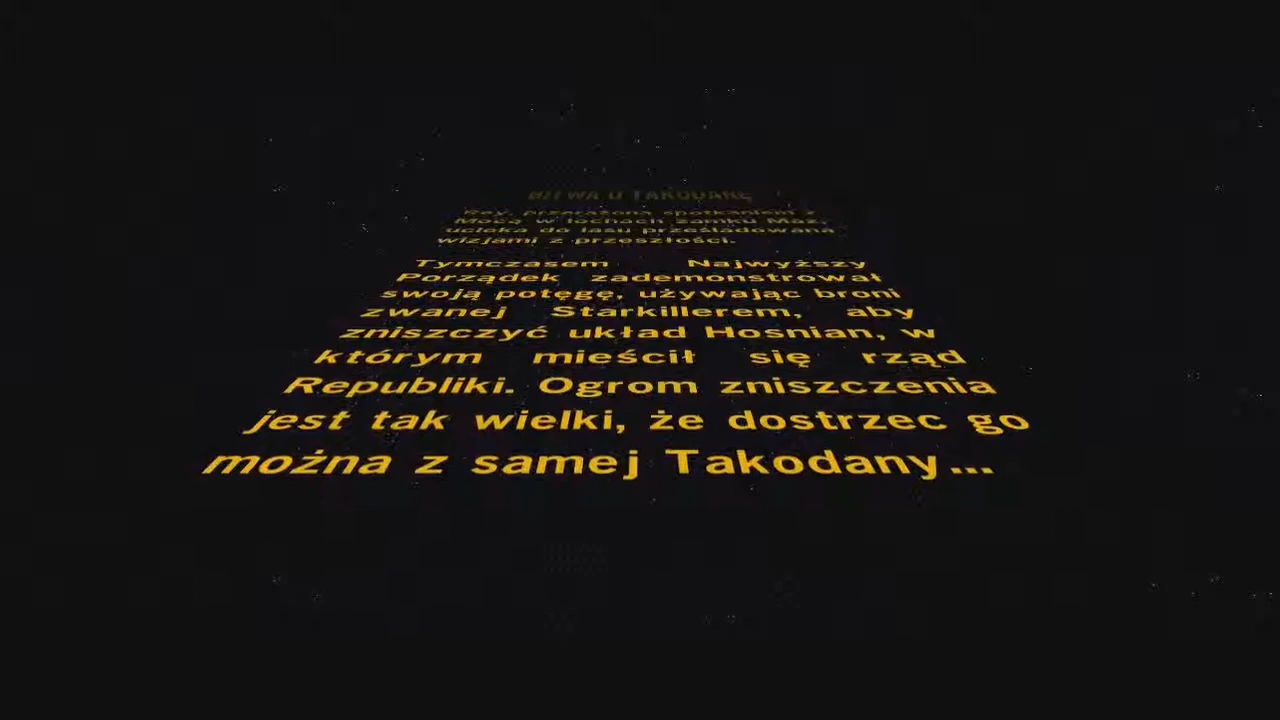 BITWA O TAKODANĘ
Rey, przerażona spotkaniem z
Mocą w lochach zamku Maz,
ucieka do lasu prześladowana
wizjami z przeszłości.
Tymczasem Najwyższy
Porządek zademonstrował
swoją potęgę, używając broni
zwanej Starkillerem, aby
zniszczyć układ Hosnian, w
którym mieścił się rząd
Republiki. Ogrom zniszczenia
jest tak wielki, że dostrzec go
można z samej Takodany...